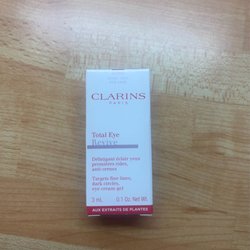 CLARINS
PARIS
Total Eye
Revive
Défatigant éclat yeux
premières rides,
anti-cernes
Targets fine lines,
dark circles,
eye cream-gel
3 ml 0.1 Oz. Net Wt.
AUX EXTRAITS DE PLANTES